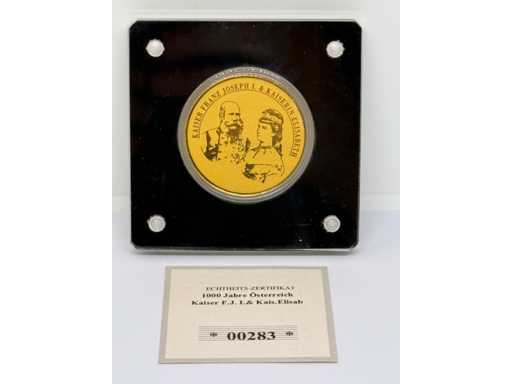 KAISER FRANZ JOSEPH I. & KAISERIN ELISABETH
ECHTHEITS-ZERTIFIKAT
1000 Jahre Österreich
Kaiser F.J. I.& Kais.Elisab
* 00283 *